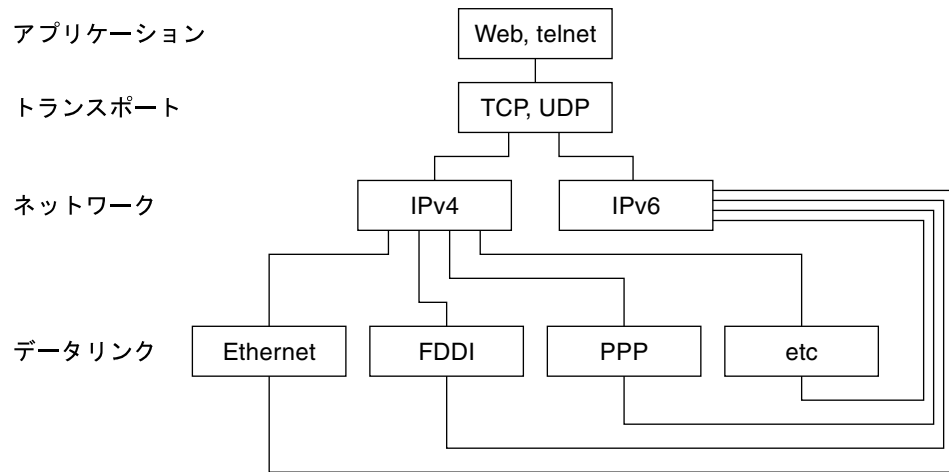 アプリケーション
Web, telnet
トランスポート
TCP, UDP
ネットワーク
IPv4
IPv6
データリンク
Ethernet
FDDI
PPP
etc